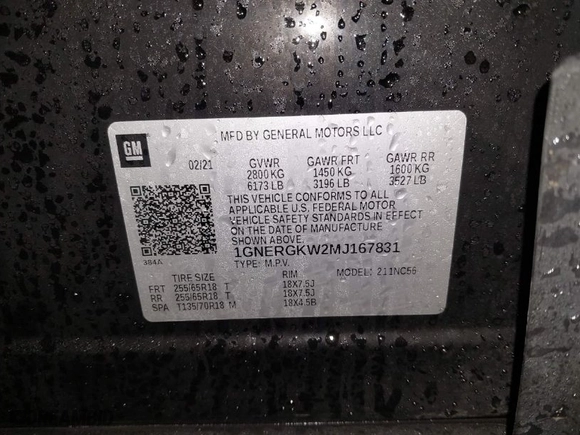 MFD BY GENERAL MOTORS LLC
GM
02/21 GVWR GAWR FRT GAWR RR
2800 KG 1450 KG 1600 KG
6173 LB 3196 LB 3527 LB
THIS VEHICLE CONFORMS TO ALL
APPLICABLE U.S. FEDERAL MOTOR
VEHICLE SAFETY STANDARDS IN EFFECT
ON THE DATE OF MANUFACTURE
SHOWN ABOVE.
384A 1GNERGKW2MJ167831
TYPE: M.P.V. MODEL: 211NC56
TIRE SIZE RIM
FRT 255/65R18 T 18X7.5J
RR 255/65R18 T 18X7.5J
SPA T135/70R18 M 18X4.5B